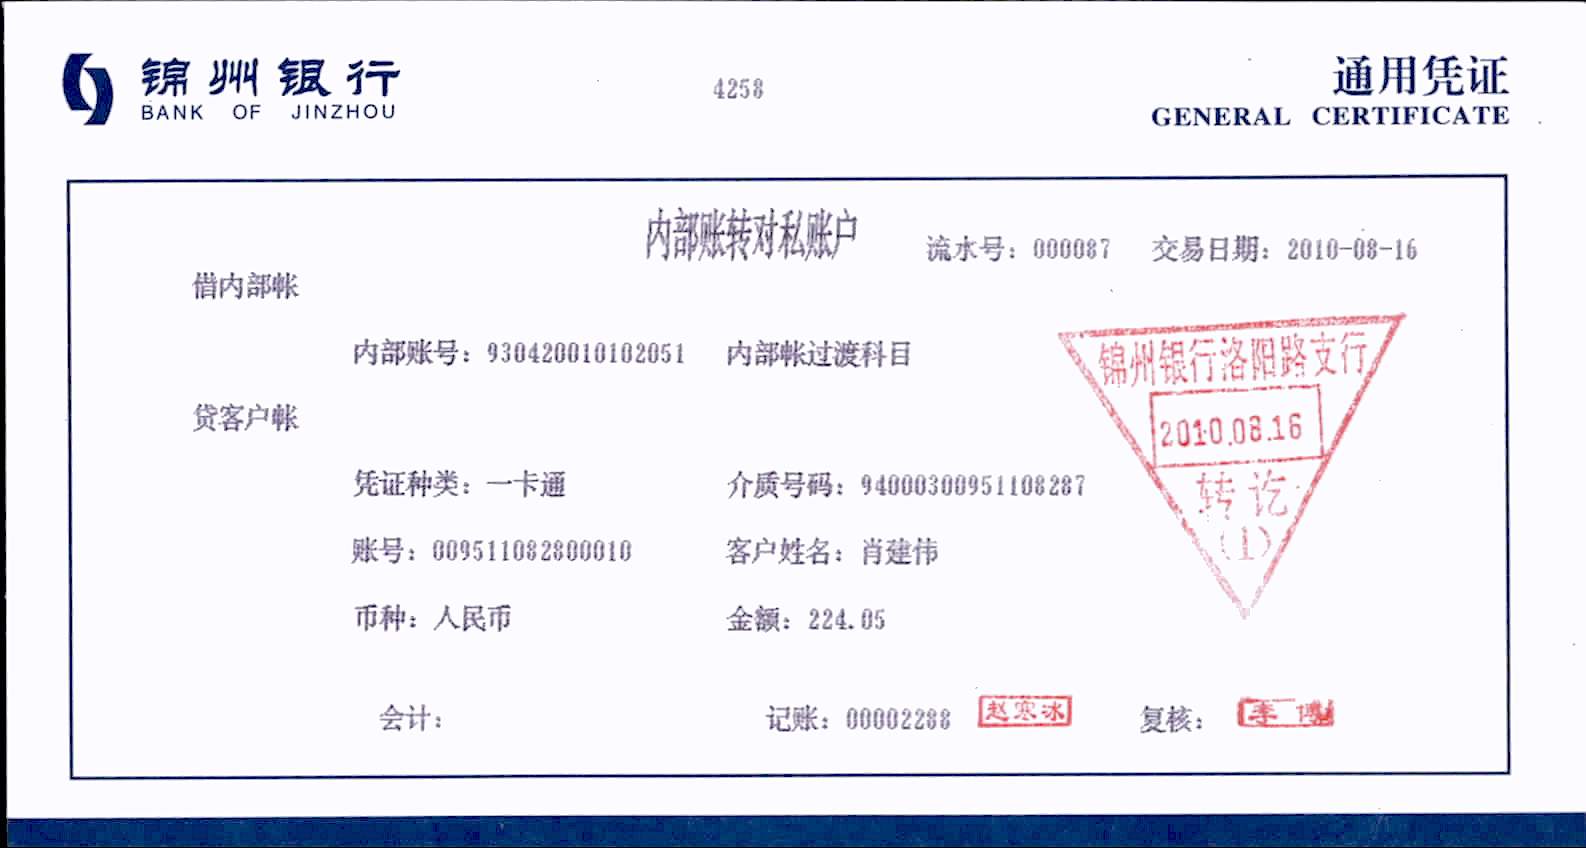 锦州银行
BANK OF JINZHOU
4258
通用凭证
GENERAL CERTIFICATE
内部账转对私账户
流水号：000087 交易日期：2010-08-16
借内部帐
内部账号：930420010102051 内部帐过渡科目
贷客户帐
凭证种类：一卡通 介质号码：94000300951108287
账号：009511082800010 客户姓名：肖建伟
币种：人民币 金额：224.05
会计： 记账：00002288 赵寒冰 复核： 李博
锦州银行洛阳路支行
2010.08.16
转讫
(1)